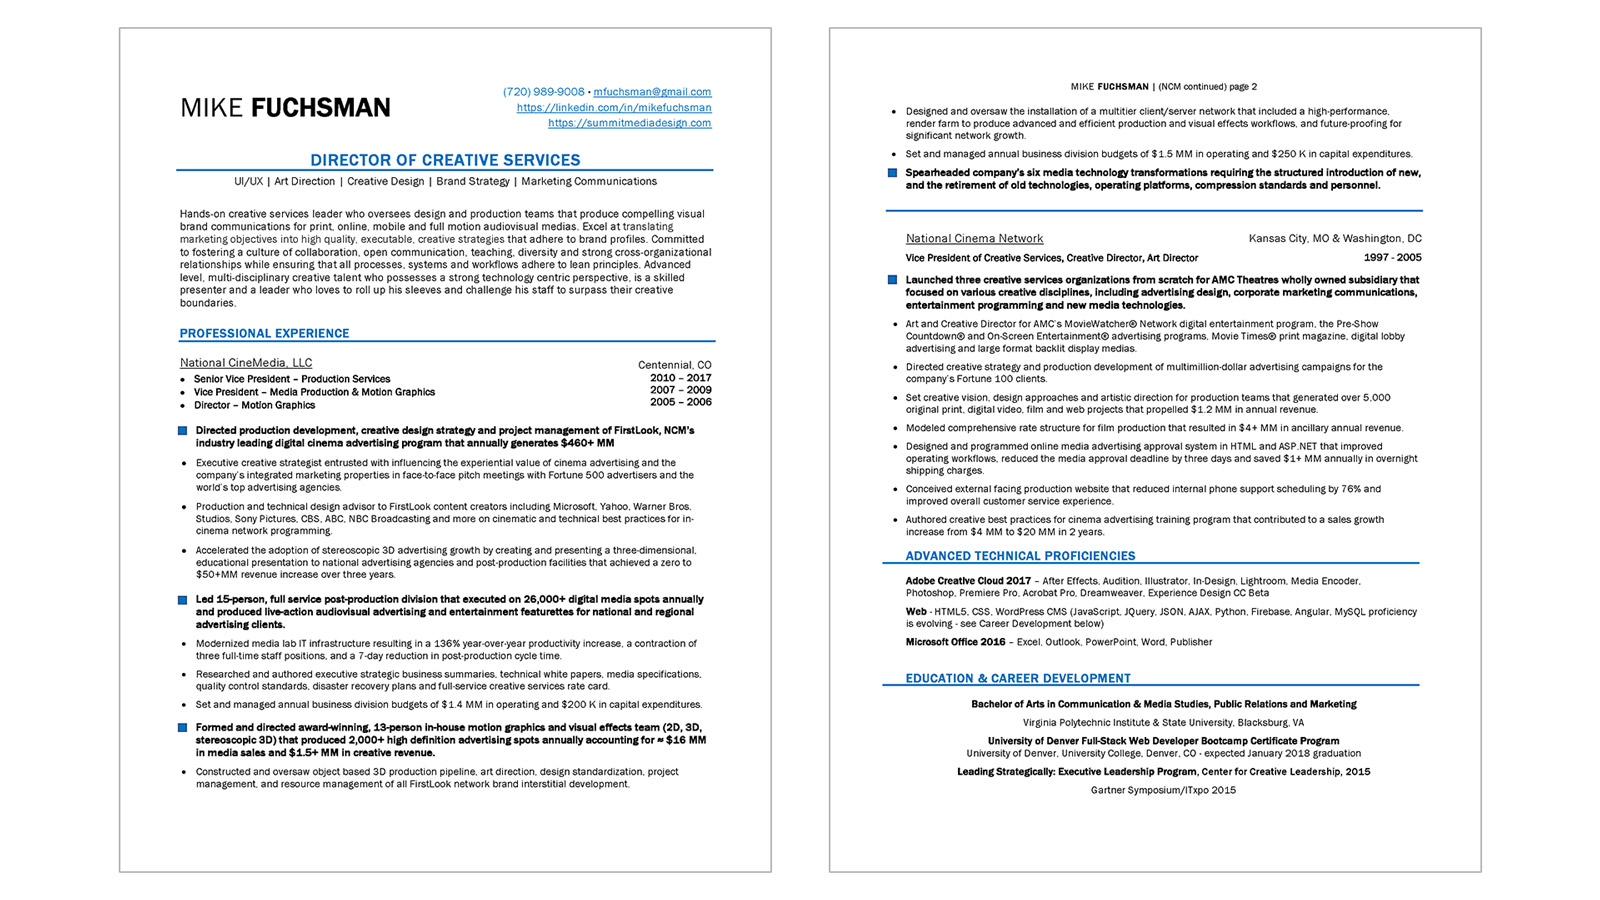 MIKE FUCHSMAN
(720) 989-9008 • mfuchsman@gmail.com
https://linkedin.com/in/mikefuchsman
https://summitmediadesign.com
DIRECTOR OF CREATIVE SERVICES
UI/UX | Art Direction | Creative Design | Brand Strategy | Marketing Communications
Hands-on creative services leader who oversees design and production teams that produce compelling visual
brand communications for print, online, mobile and full motion audiovisual medias. Excel at translating
marketing objectives into high quality, executable, creative strategies that adhere to brand profiles. Committed
to fostering a culture of collaboration, open communication, teaching, diversity and strong cross-organizational
relationships while ensuring that all processes, systems and workflows adhere to lean principles. Advanced
level, multi-disciplinary creative talent who possesses a strong technology centric perspective, is a skilled
presenter and a leader who loves to roll up his sleeves and challenge his staff to surpass their creative
boundaries.
PROFESSIONAL EXPERIENCE
National CineMedia, LLC
Centennial, CO
• Senior Vice President – Production Services
2010 – 2017
• Vice President – Media Production & Motion Graphics
2007 – 2009
• Director – Motion Graphics
2005 – 2006
Directed production development, creative design strategy and project management of FirstLook, NCM's
industry leading digital cinema advertising program that annually generates $460+ MM
• Executive creative strategist entrusted with influencing the experiential value of cinema advertising and the
company's integrated marketing properties in face-to-face pitch meetings with Fortune 500 advertisers and the
world's top advertising agencies.
• Production and technical design advisor to FirstLook content creators including Microsoft, Yahoo, Warner Bros.
Studios, Sony Pictures, CBS, ABC, NBC Broadcasting and more on cinematic and technical best practices for in-
cinema network programming.
• Accelerated the adoption of stereoscopic 3D advertising growth by creating and presenting a three-dimensional,
educational presentation to national advertising agencies and post-production facilities that achieved a zero to
$50+MM revenue increase over three years.
Led 15-person, full service post-production division that executed on 26,000+ digital media spots annually
and produced live-action audiovisual advertising and entertainment featurettes for national and regional
advertising clients.
• Modernized media lab IT infrastructure resulting in a 136% year-over-year productivity increase, a contraction of
three full-time staff positions, and a 7-day reduction in post-production cycle time.
• Researched and authored executive strategic business summaries, technical white papers, media specifications,
quality control standards, disaster recovery plans and full-service creative services rate card.
• Set and managed annual business division budgets of $1.4 MM in operating and $200 K in capital expenditures.
Formed and directed award-winning, 13-person in-house motion graphics and visual effects team (2D, 3D,
stereoscopic 3D) that produced 2,000+ high definition advertising spots annually accounting for ≈ $16 MM
in media sales and $1.5+ MM in creative revenue.
• Constructed and oversaw object based 3D production pipeline, art direction, design standardization, project
management, and resource management of all FirstLook network brand interstitial development.
MIKE FUCHSMAN | (NCM continued) page 2
• Designed and oversaw the installation of a multitier client/server network that included a high-performance,
render farm to produce advanced and efficient production and visual effects workflows, and future-proofing for
significant network growth.
• Set and managed annual business division budgets of $1.5 MM in operating and $250 K in capital expenditures.
Spearheaded company's six media technology transformations requiring the structured introduction of new,
and the retirement of old technologies, operating platforms, compression standards and personnel.
National Cinema Network
Kansas City, MO & Washington, DC
Vice President of Creative Services, Creative Director, Art Director
1997 - 2005
Launched three creative services organizations from scratch for AMC Theatres wholly owned subsidiary that
focused on various creative disciplines, including advertising design, corporate marketing communications,
entertainment programming and new media technologies.
• Art and Creative Director for AMC's MovieWatcher® Network digital entertainment program, the Pre-Show
Countdown® and On-Screen Entertainment® advertising programs, Movie Times® print magazine, digital lobby
advertising and large format backlit display medias.
• Directed creative strategy and production development of multimillion-dollar advertising campaigns for the
company's Fortune 100 clients.
• Set creative vision, design approaches and artistic direction for production teams that generated over 5,000
original print, digital video, film and web projects that propelled $1.2 MM in annual revenue.
• Modeled comprehensive rate structure for film production that resulted in $4+ MM in ancillary annual revenue.
• Designed and programmed online media advertising approval system in HTML and ASP.NET that improved
operating workflows, reduced the media approval deadline by three days and saved $1+ MM annually in overnight
shipping charges.
• Conceived external facing production website that reduced internal phone support scheduling by 76% and
improved overall customer service experience.
• Authored creative best practices for cinema advertising training program that contributed to a sales growth
increase from $4 MM to $20 MM in 2 years.
ADVANCED TECHNICAL PROFICIENCIES
Adobe Creative Cloud 2017 – After Effects, Audition, Illustrator, In-Design, Lightroom, Media Encoder,
Photoshop, Premiere Pro, Acrobat Pro, Dreamweaver, Experience Design CC Beta
Web - HTML5, CSS, WordPress CMS (JavaScript, JQuery, JSON, AJAX, Python, Firebase, Angular, MySQL proficiency
is evolving - see Career Development below)
Microsoft Office 2016 – Excel, Outlook, PowerPoint, Word, Publisher
EDUCATION & CAREER DEVELOPMENT
Bachelor of Arts in Communication & Media Studies, Public Relations and Marketing
Virginia Polytechnic Institute & State University, Blacksburg, VA
University of Denver Full-Stack Web Developer Bootcamp Certificate Program
University of Denver, University College, Denver, CO - expected January 2018 graduation
Leading Strategically: Executive Leadership Program, Center for Creative Leadership, 2015
Gartner Symposium/ITxpo 2015